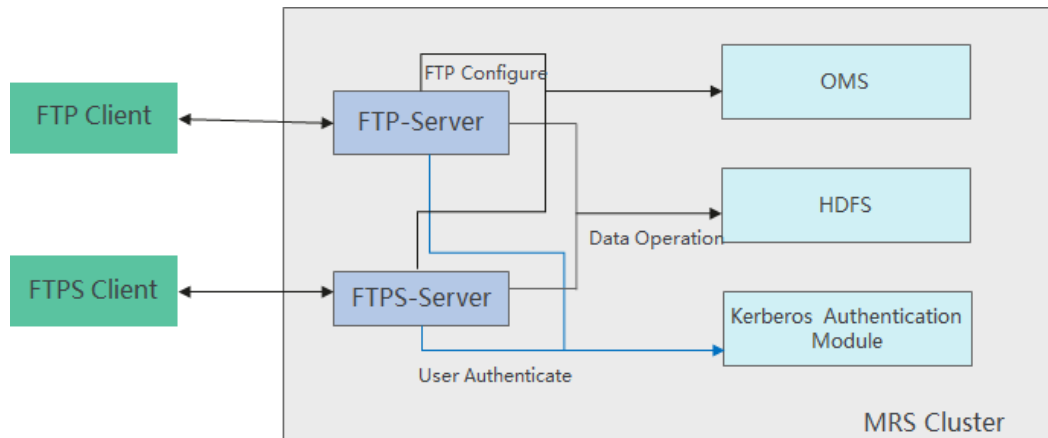 FTP Configure
OMS
FTP Client
FTP-Server
HDFS
Data Operation
FTPS Client
FTPS-Server
Kerberos Authentication
Module
User Authenticate
MRS Cluster